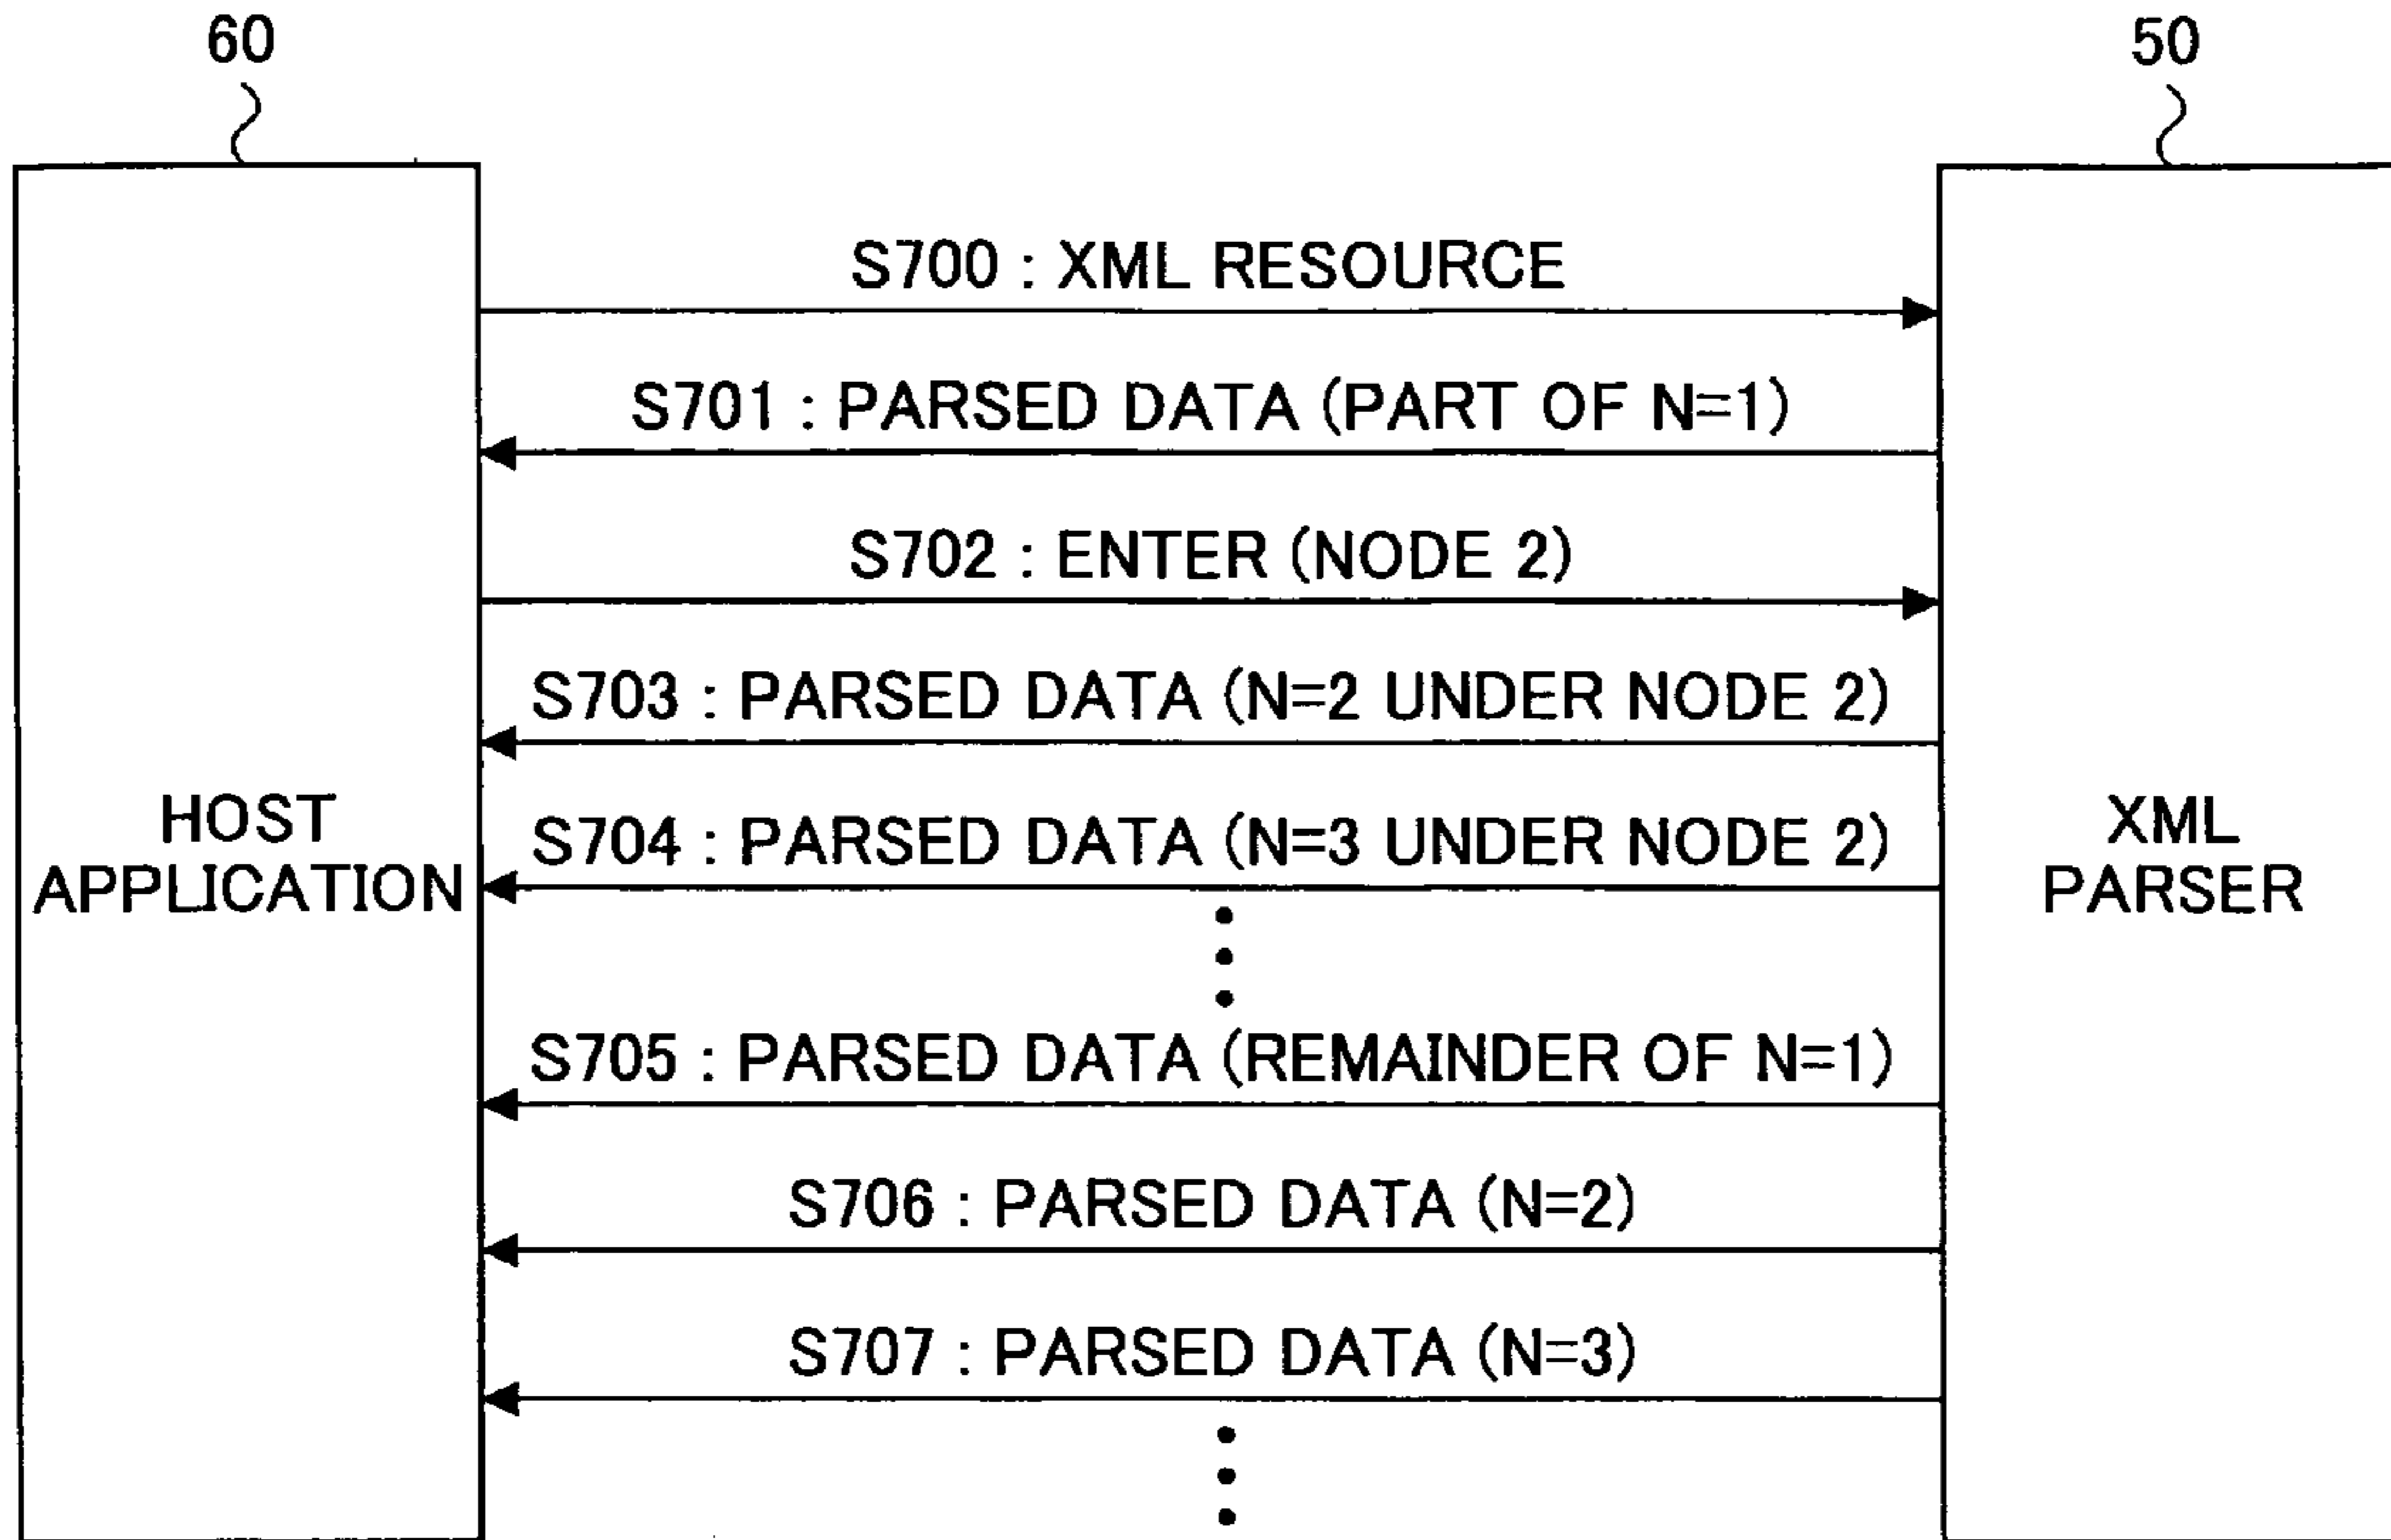 60
50
S700 : XML RESOURCE
S701 : PARSED DATA (PART OF N=1)
S702 : ENTER (NODE 2)
S703 : PARSED DATA (N=2 UNDER NODE 2)
HOST
APPLICATION
S704 : PARSED DATA (N=3 UNDER NODE 2)
XML
PARSER
S705 : PARSED DATA (REMAINDER OF N=1)
S706 : PARSED DATA (N=2)
S707 : PARSED DATA (N=3)